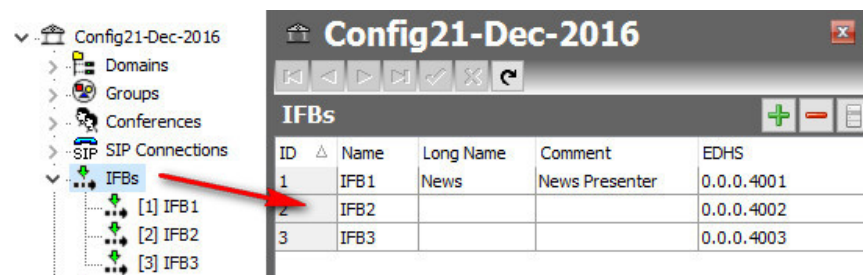 Config21-Dec-2016
Domains
Groups
Conferences
SIP SIP Connections
IFBs
[1] IFB1
[2] IFB2
[3] IFB3
Config21-Dec-2016
IFBs
ID Name Long Name Comment EDHS
1 IFB1 News News Presenter 0.0.0.4001
2 IFB2 0.0.0.4002
3 IFB3 0.0.0.4003